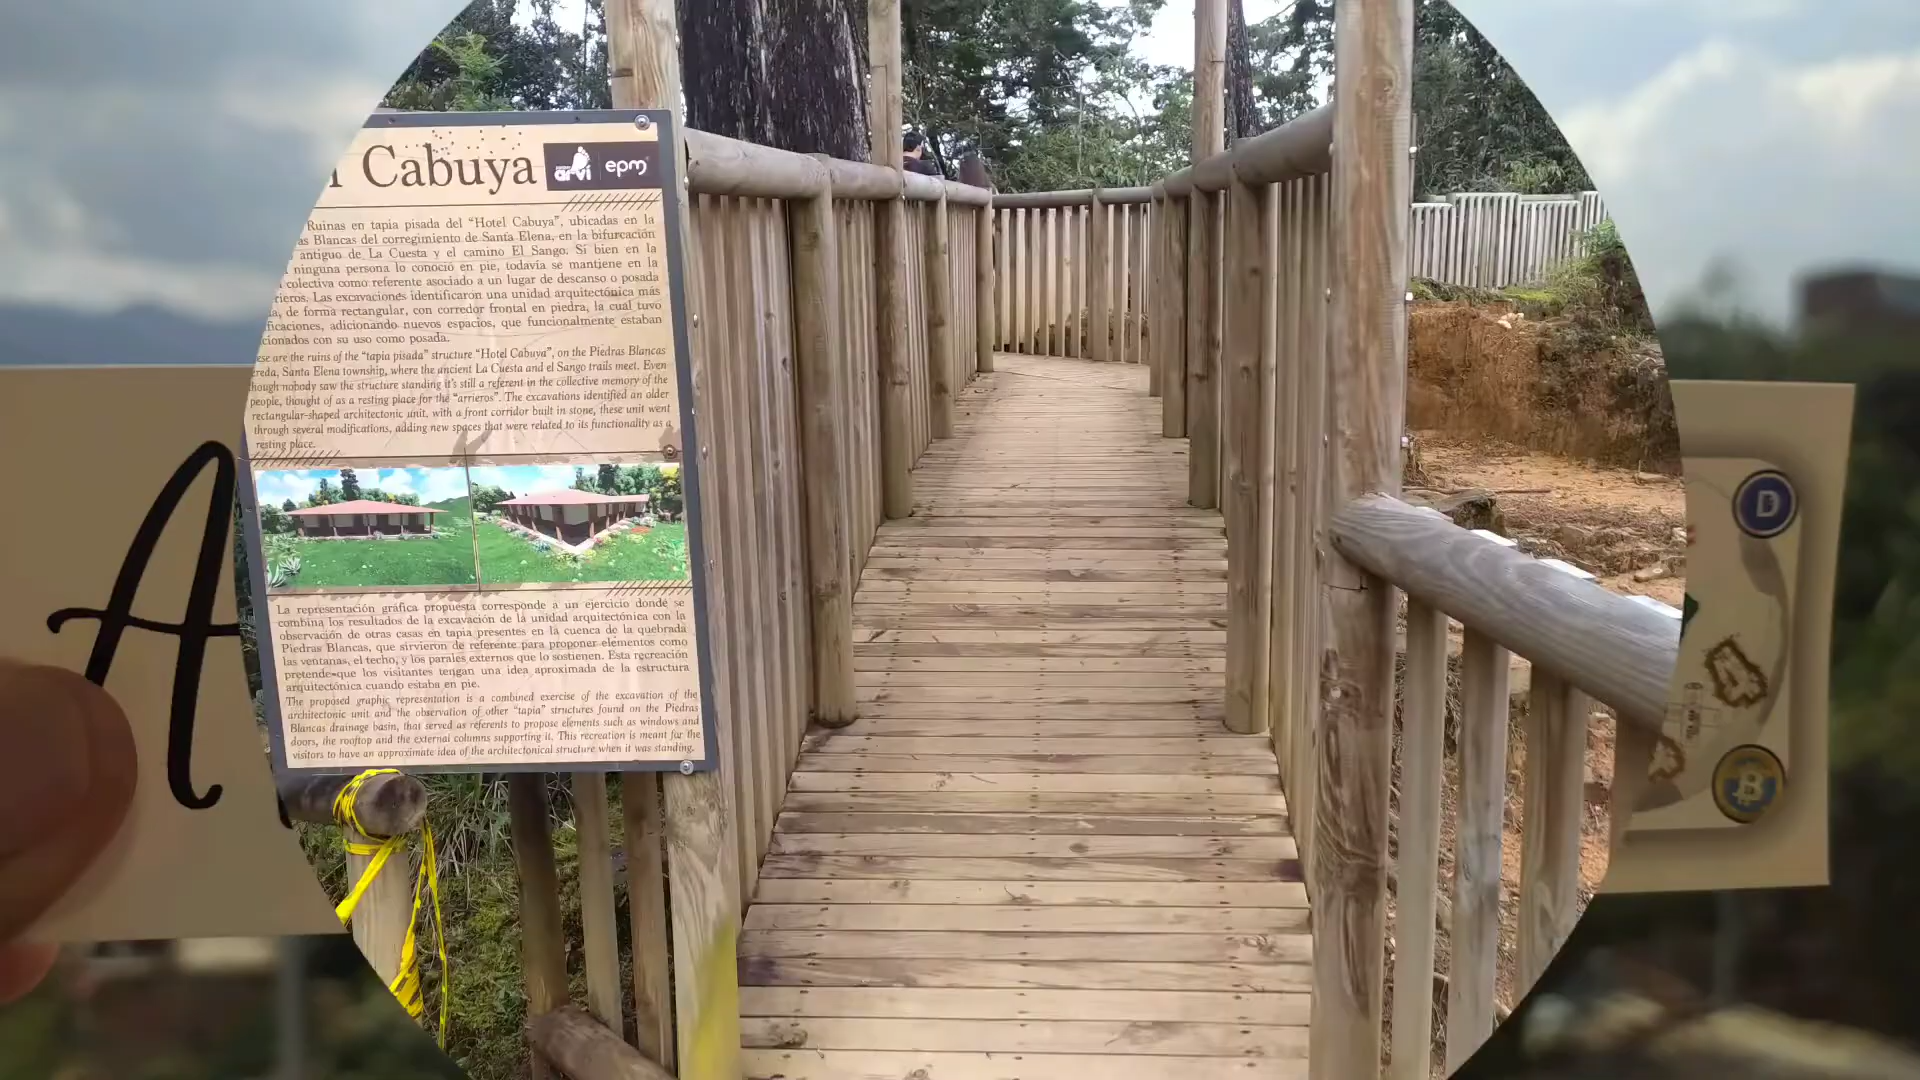 Cabuya
arvi
epm
Ruinas en tapia pisada del "Hotel Cabuya", ubicadas en la
as Blancas del corregimiento de Santa Elena, en la bifurcación
antiguo de La Cuesta y el camino El Sango. Si bien en la
ninguna persona lo conoció en pie, todavía se mantiene en la
colectiva como referente asociado a un lugar de descanso o posada
rieros. Las excavaciones identificaron una unidad arquitectónica más
a, de forma rectangular, con corredor frontal en piedra, la cual tuvo
ficaciones, adicionando nuevos espacios, que funcionalmente estaban
cionados con su uso como posada.
ese are the ruins of the "tapia pisada" structure "Hotel Cabuya", on the Piedras Blancas
ereda, Santa Elena township, where the ancient La Cuesta and el Sango trails meet. Even
hough nobody saw the structure standing it's still a referent in the collective memory of the
people, thought of as a resting place for the "arrieros". The excavations identified an older
rectangular-shaped architectonic unit, with a front corridor built in stone, these unit went
through several modifications, adding new spaces that were related to its functionality as a
resting place.
La representación gráfica propuesta corresponde a un ejercicio donde se
combina los resultados de la excavación de la unidad arquitectónica con la
observación de otras casas en tapia presentes en la cuenca de la quebrada
Piedras Blancas, que sirvieron de referente para proponer elementos como
las ventanas, el techo, y los parales externos que lo sostienen. Esta recreación
pretende que los visitantes tengan una idea aproximada de la estructura
arquitectónica cuando estaba en pie.
The proposed graphic representation is a combined exercise of the excavation of the
architectonic unit and the observation of other "tapia" structures found on the Piedras
Blancas drainage basin, that served as referents to propose elements such as windows and
doors, the rooftop and the external columns supporting it. This recreation is meant for the
visitors to have an approximate idea of the architectonical structure when it was standing.
A
D
B